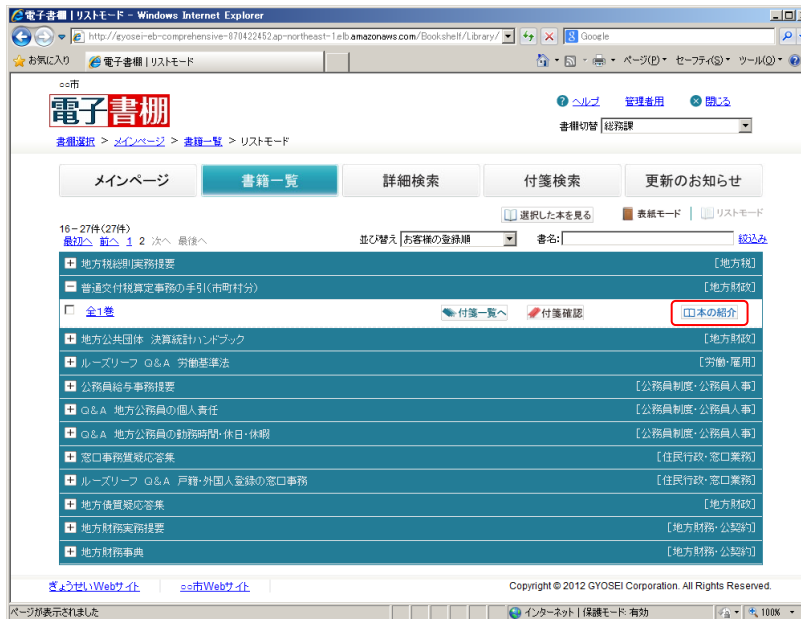 電子書棚 | リストモード - Windows Internet Explorer
http://gyosei-eb-comprehensive-870422452.ap-northeast-1.elb.amazonaws.com/Bookshelf/Library/
Google
お気に入り 電子書棚 | リストモード ページ(P) セーフティ(S) ツール(O)
○○市
電子書棚
ヘルプ 管理者用 閉じる
書棚切替 総務課
書棚選択 > メインページ > 書籍一覧 > リストモード
メインページ 書籍一覧 詳細検索 付箋検索 更新のお知らせ
選択した本を見る 表紙モード | リストモード
16-27件(27件)
最初へ 前へ 1 2 次へ 最後へ 並び替え お客様の登録順 書名: 絞込み
地方税総則実務提要 [地方税]
普通交付税算定事務の手引(市町村分) [地方財政]
全1巻 付箋一覧へ 付箋確認 本の紹介
地方公共団体 決算統計ハンドブック [地方財政]
ルーズリーフ Q&A 労働基準法 [労働・雇用]
公務員給与事務提要 [公務員制度・公務員人事]
Q&A 地方公務員の個人責任 [公務員制度・公務員人事]
Q&A 地方公務員の勤務時間・休日・休暇 [公務員制度・公務員人事]
窓口事務質疑応答集 [住民行政・窓口業務]
ルーズリーフ Q&A 戸籍・外国人登録の窓口事務 [住民行政・窓口業務]
地方債質疑応答集 [地方財政]
地方財務実務提要 [地方財務・公契約]
地方財務事典 [地方財務・公契約]
ぎょうせいWebサイト ○○市Webサイト Copyright © 2012 GYOSEI Corporation. All Rights Reserved.
ページが表示されました インターネット | 保護モード: 有効 100%